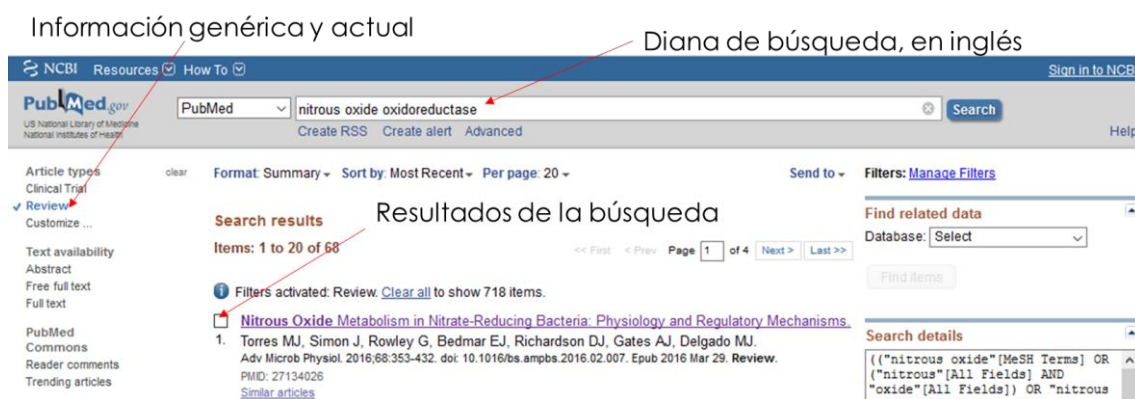 Información genérica y actual
Diana de búsqueda, en inglés
NCBI Resources How To Sign in to NCBI
PubMed.gov
US National Library of Medicine
National Institutes of Health
PubMed
nitrous oxide oxidoreductase
Search
Create RSS Create alert Advanced
Help
Article types
clear
Clinical Trial
Review
Customize ...
Text availability
Abstract
Free full text
Full text
PubMed
Commons
Reader comments
Trending articles
Format: Summary Sort by: Most Recent Per page: 20 Send to
Resultados de la búsqueda
Search results
Items: 1 to 20 of 68
<< First < Prev Page 1 of 4 Next > Last >>
Filters activated: Review. Clear all to show 718 items.
Nitrous Oxide Metabolism in Nitrate-Reducing Bacteria: Physiology and Regulatory Mechanisms.
1. Torres MJ, Simon J, Rowley G, Bedmar EJ, Richardson DJ, Gates AJ, Delgado MJ.
Adv Microb Physiol. 2016;68:353-432. doi: 10.1016/bs.ampbs.2016.02.007. Epub 2016 Mar 29. Review.
PMID: 27134026
Similar articles
Filters: Manage Filters
Find related data
Database: Select
Find items
Search details
(("nitrous oxide"[MeSH Terms] OR
("nitrous"[All Fields] AND
"oxide"[All Fields]) OR "nitrous